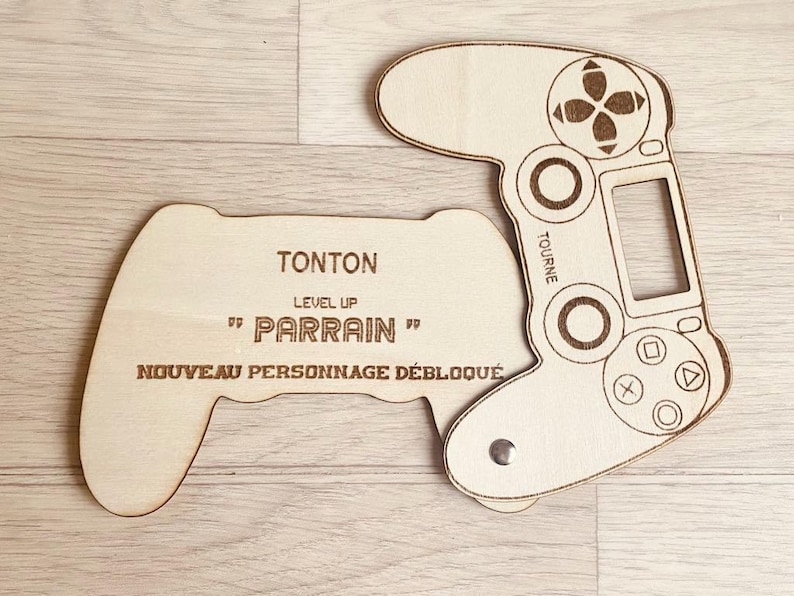 TONTON
LEVEL UP
" PARRAIN "
NOUVEAU PERSONNAGE DÉBLOQUÉ
TOURNE